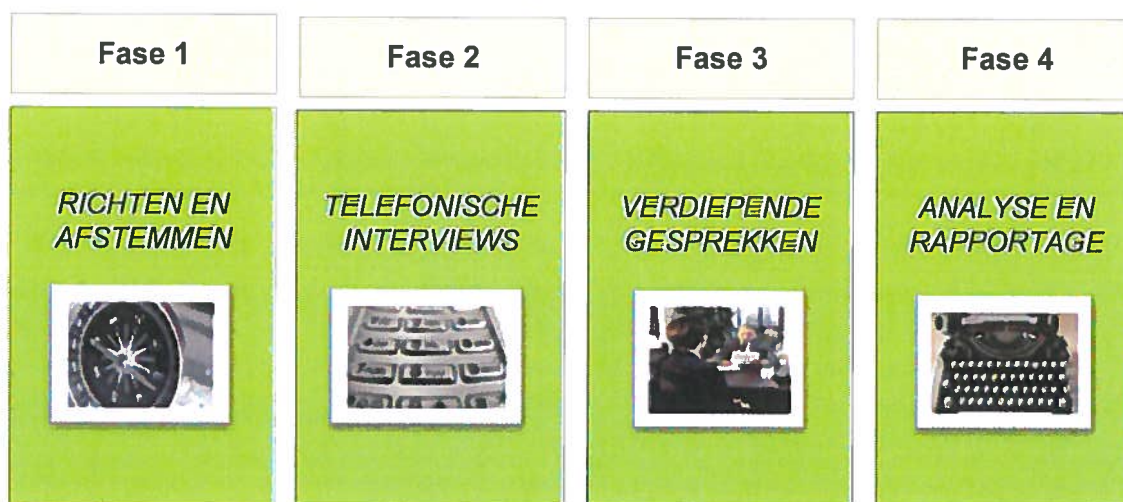 Fase 1
Fase 2
Fase 3
Fase 4
RICHTEN EN
AFSTEMMEN
TELEFONISCHE
INTERVIEWS
VERDIEPENDE
GESPREKKEN
ANALYSE EN
RAPPORTAGE